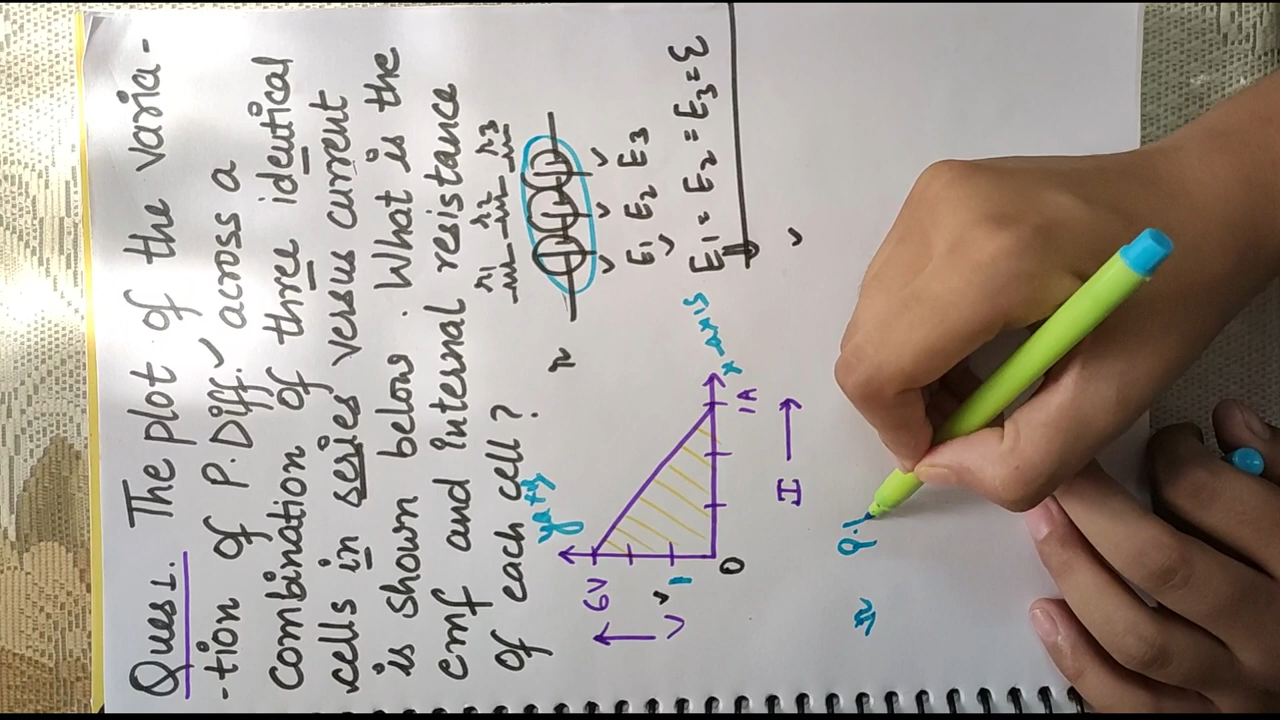 Ques1. The plot of the varia-
-tion of P.Diff. across a
combination of three identical
cells in series versus current
is shown below. What is the
emf and internal resistance
of each cell?
r1 r2 r3
E1 E2 E3
E1 = E2 = E3 = ε
y axis
6V
V
1
O
1A
x-axis
I
r